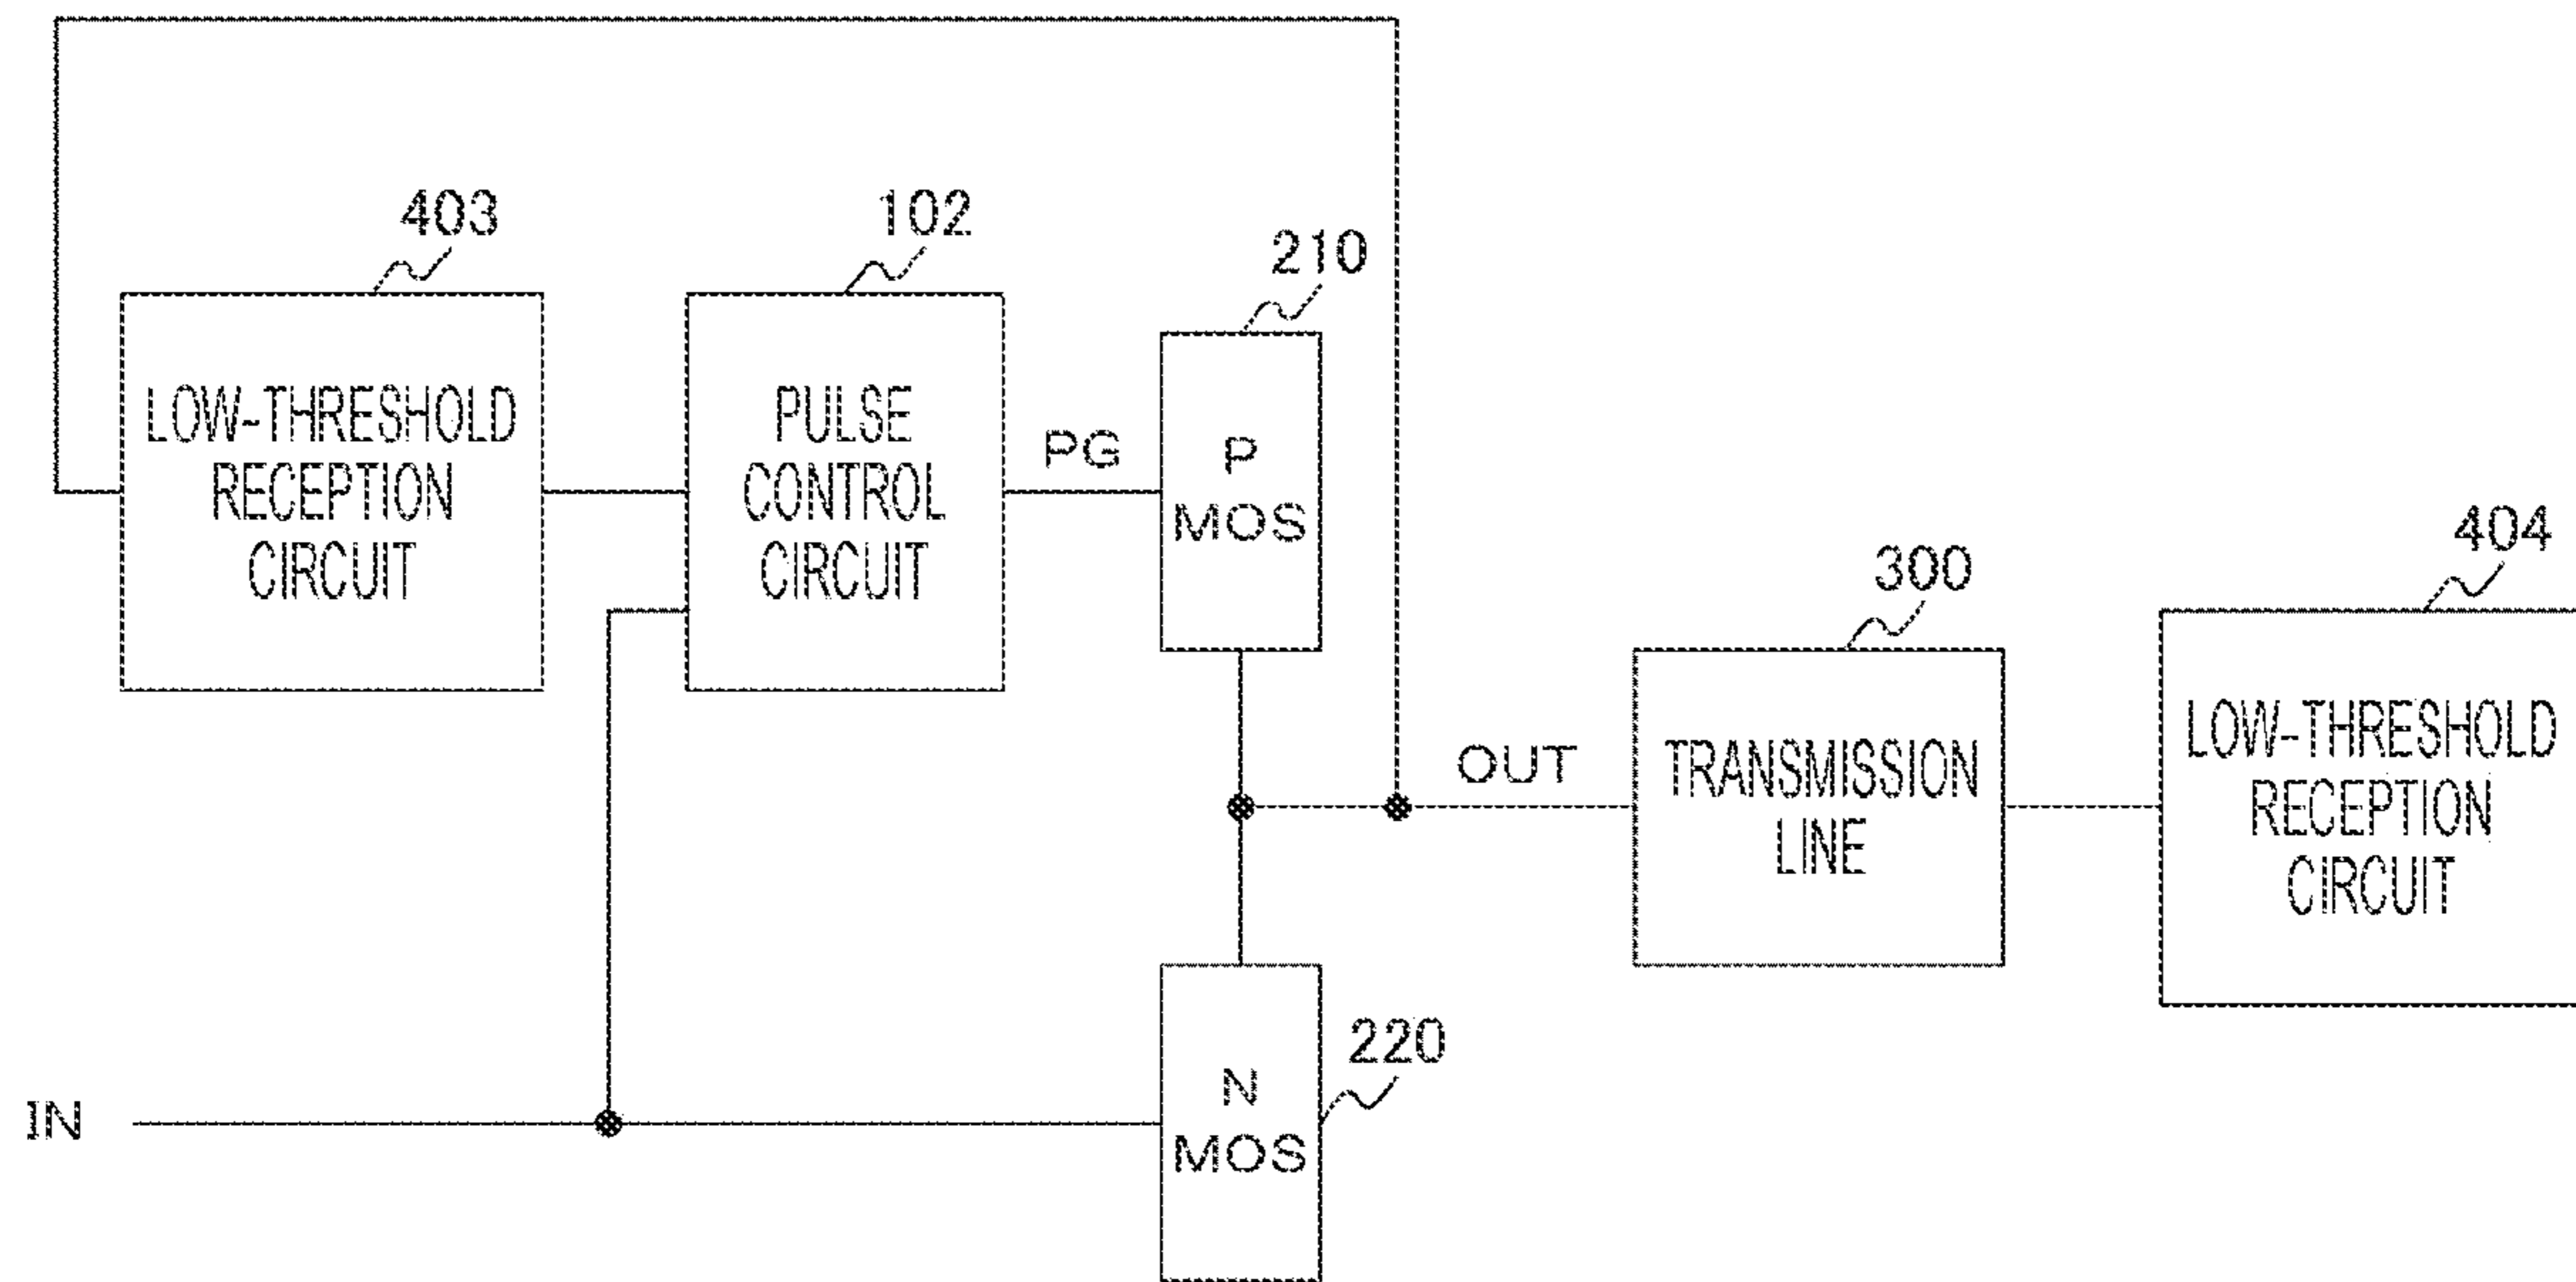 403
102
210
LOW-THRESHOLD
RECEPTION
CIRCUIT
PULSE
CONTROL
CIRCUIT
PG
P
MOS
404
300
OUT
TRANSMISSION
LINE
LOW-THRESHOLD
RECEPTION
CIRCUIT
220
N
MOS
IN